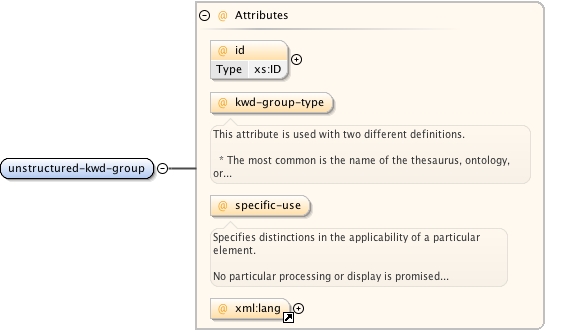 @ Attributes
@ id
Type xs:ID
@ kwd-group-type
This attribute is used with two different definitions.
* The most common is the name of the thesaurus, ontology,
or...
unstructured-kwd-group
@ specific-use
Specifies distinctions in the applicability of a particular
element.
No particular processing or display is promised...
@ xml:lang